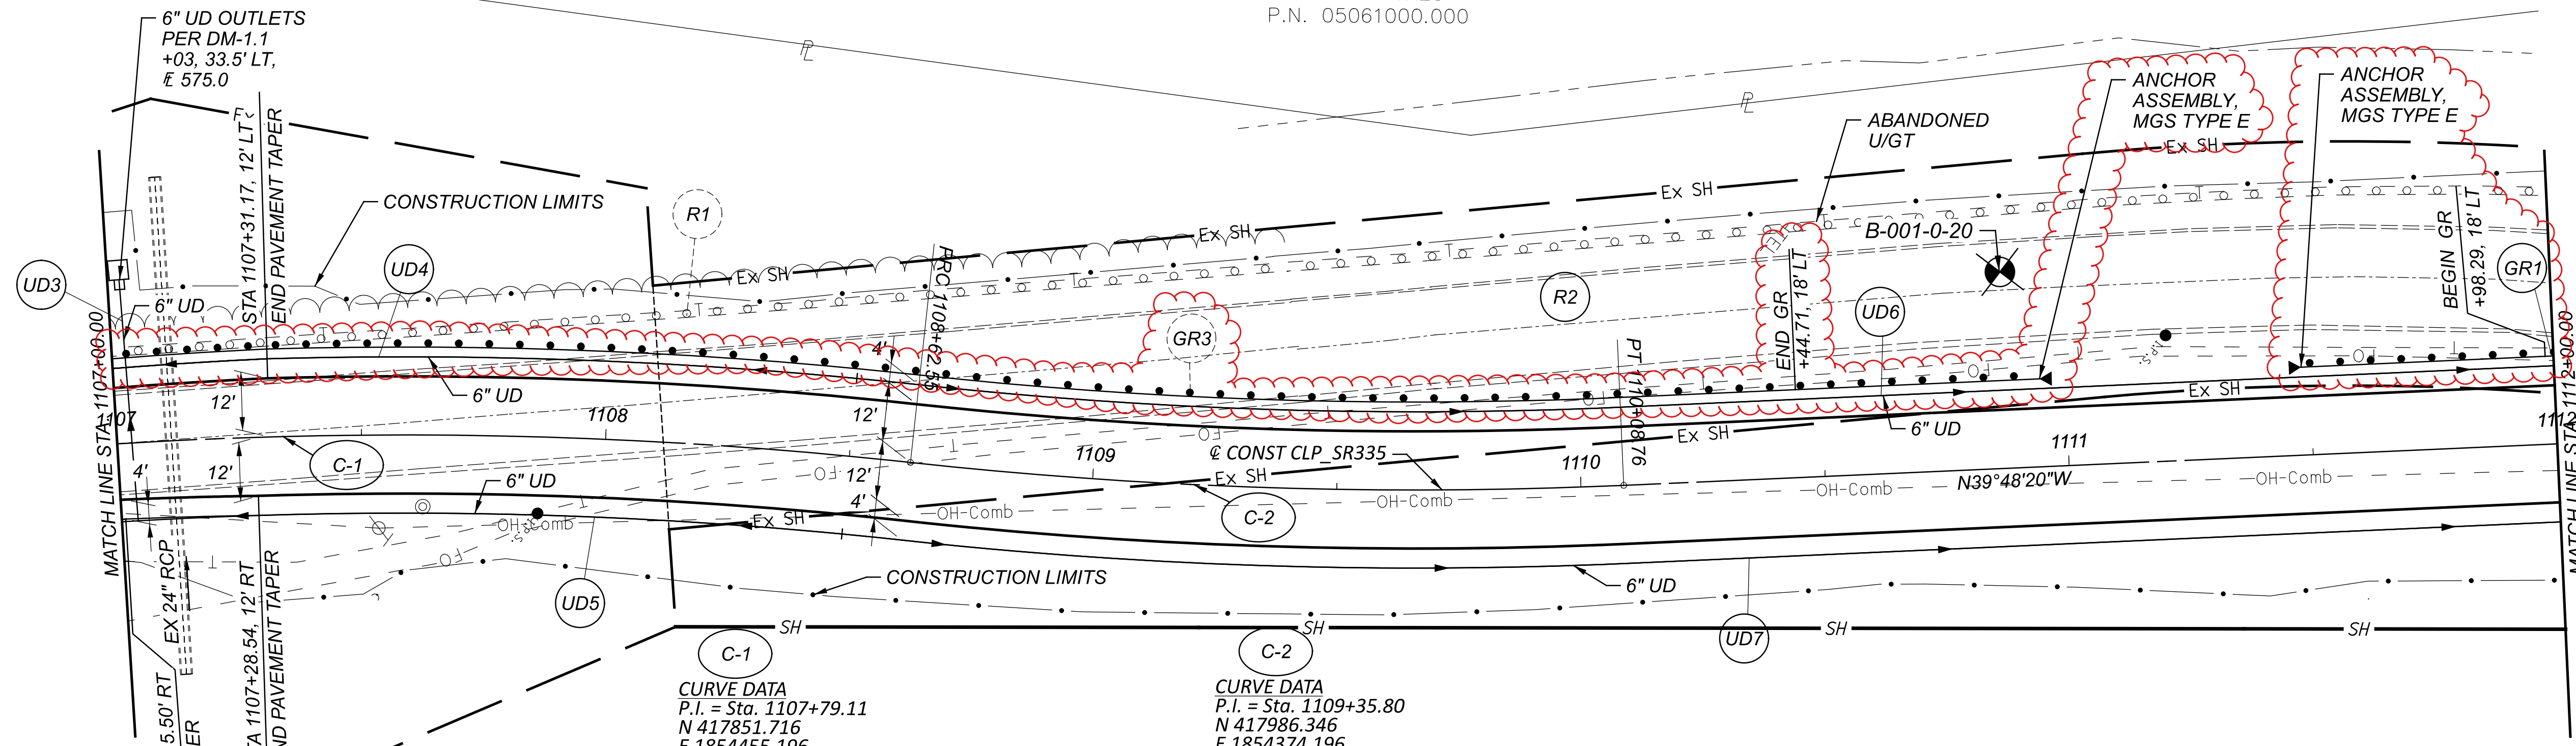 P.N. 05061000.000
6" UD OUTLETS
PER DM-1.1
+03, 33.5' LT,
575.0
STA 1107+31.17, 12' LT
END PAVEMENT TAPER
CONSTRUCTION LIMITS
R1
UD3
6" UD
UD4
Ex SH
Ex SH
Ex SH
Ex SH
PRC 1108+62.55
GR3
R2
ABANDONED
U/GT
ANCHOR
ASSEMBLY,
MGS TYPE E
ANCHOR
ASSEMBLY,
MGS TYPE E
B-001-0-20
END GR
+44.71, 18' LT
UD6
BEGIN GR
+98.29, 18' LT
GR1
MATCH LINE STA 1107+00.00
MATCH LINE STA 1112+00.00
4'
12'
12'
6" UD
1107
1108
1109
1110
1111
1112
PT 1110+08.76
6" UD
Ex SH
Ex SH
Ex SH
Ex SH
12'
4'
12'
4'
C-1
6" UD
CONST CLP_SR335
N39°48'20"W
OH-Comb
OH-Comb
OH-Comb
OH-Comb
OH-Comb
FO
FO
FO
C-2
EX 24" RCP
5.50' RT
STA 1107+28.54, 12' RT
END PAVEMENT TAPER
UD5
CONSTRUCTION LIMITS
6" UD
UD7
SH
SH
SH
SH
C-1
CURVE DATA
P.I. = Sta. 1107+79.11
N 417851.716
E 1854455.196
C-2
CURVE DATA
P.I. = Sta. 1109+35.80
N 417986.346
E 1854374.196